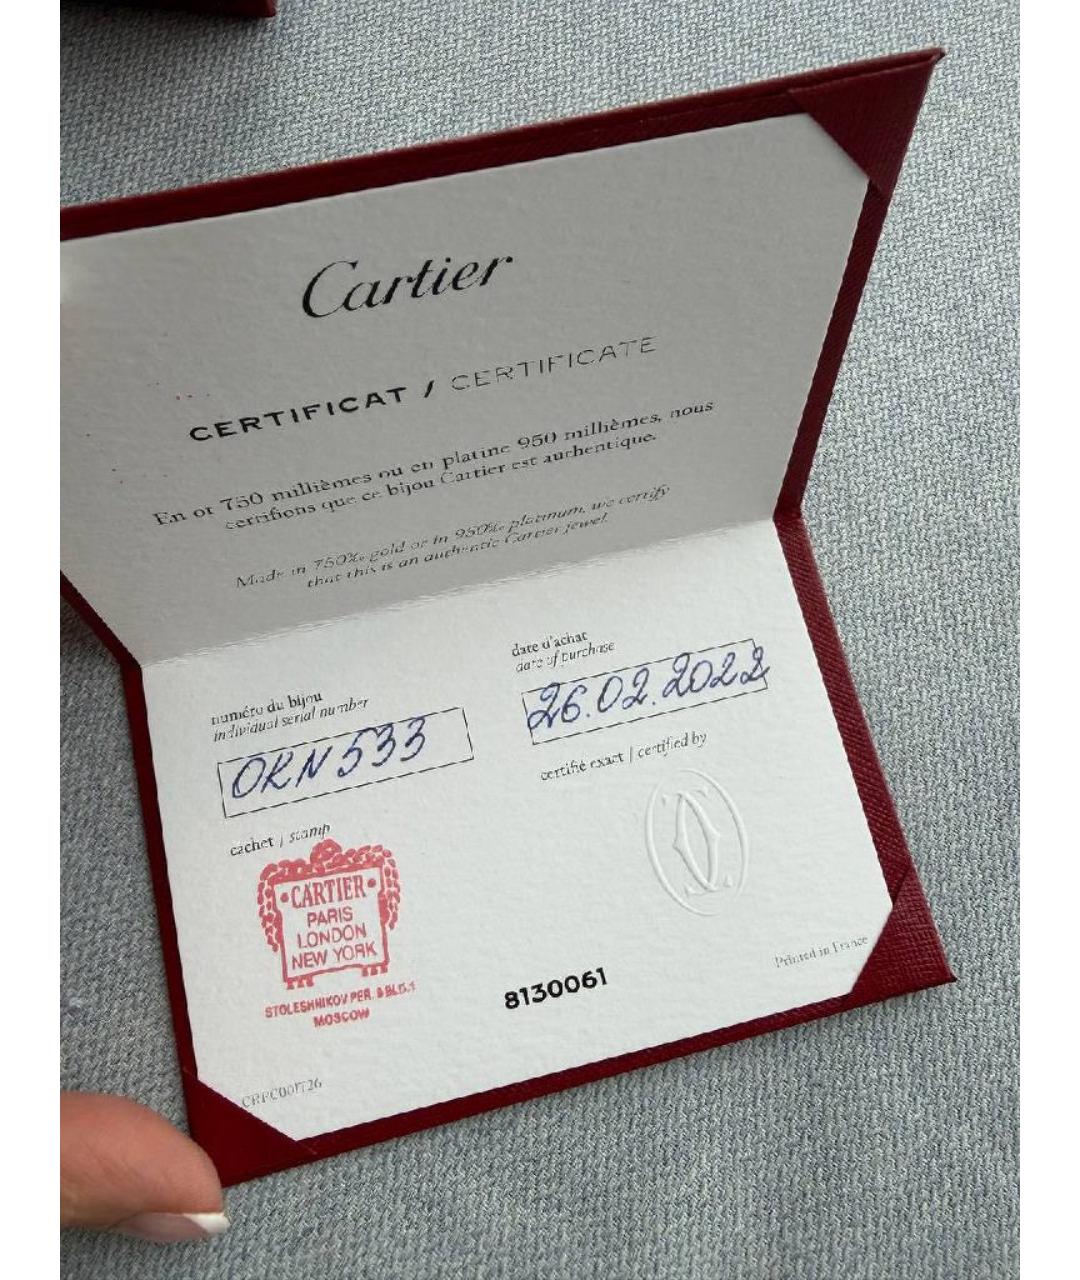 Cartier
CERTIFICAT / CERTIFICATE
En or 750 millièmes ou en platine 950 millièmes, nous
certifions que ce bijou Cartier est authentique.
Made in 750‰ gold or in 950‰ platinum, we certify
that this is an authentic Cartier jewel.
numéro du bijou
individual serial number
ORN533
date d'achat
date of purchase
26.02.2022
certifié exact | certified by
cachet | stamp
CARTIER
PARIS
LONDON
NEW YORK
STOLESHNIKOV PER. 9 BLD.1
MOSCOW
8130061
Printed in France